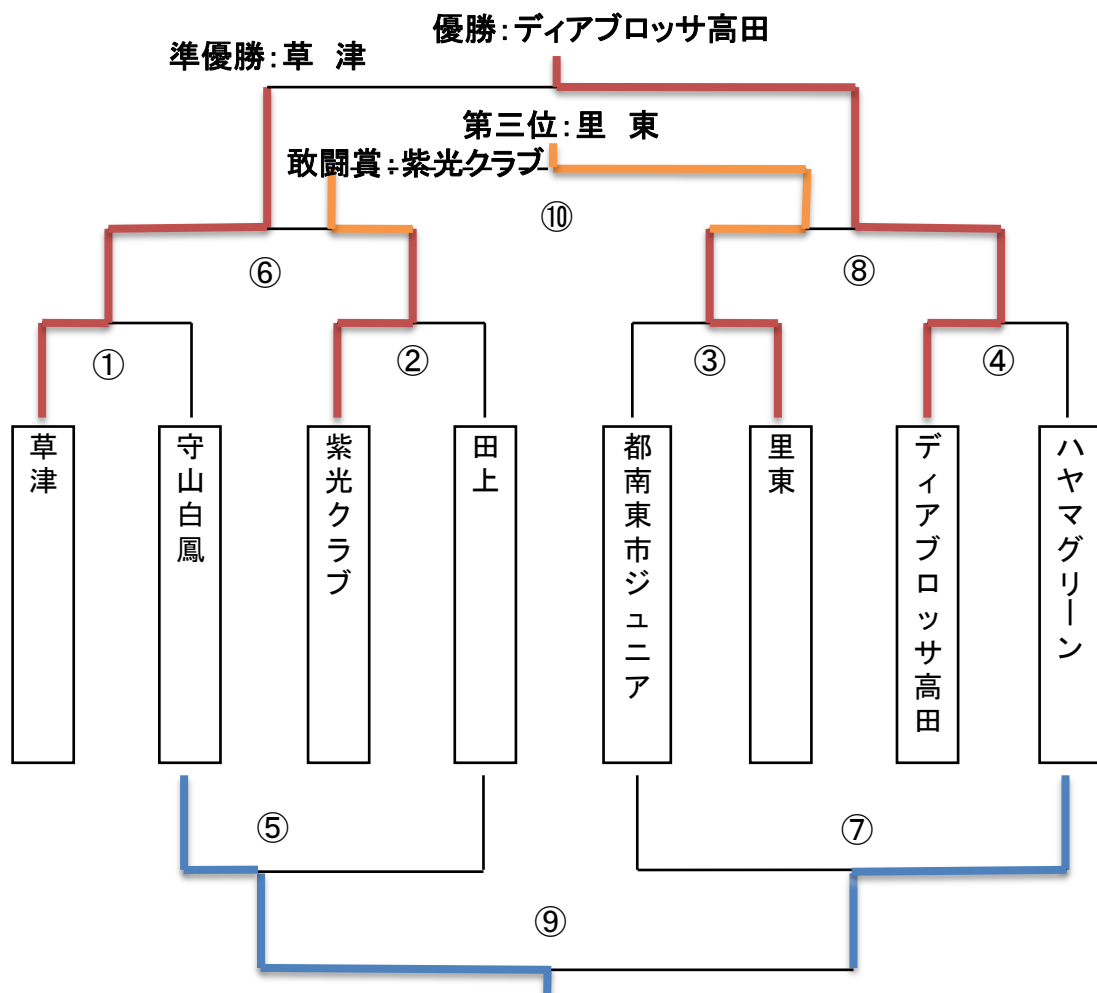 優勝:ディアブロッサ高田
準優勝:草 津
第三位:里 東
敢闘賞:紫光クラブ
⑩
⑥
⑧
①
②
③
④
草津
守山白鳳
紫光クラブ
田上
都南東市ジュニア
里東
ディアブロッサ高田
ハヤマグリーン
⑤
⑦
⑨